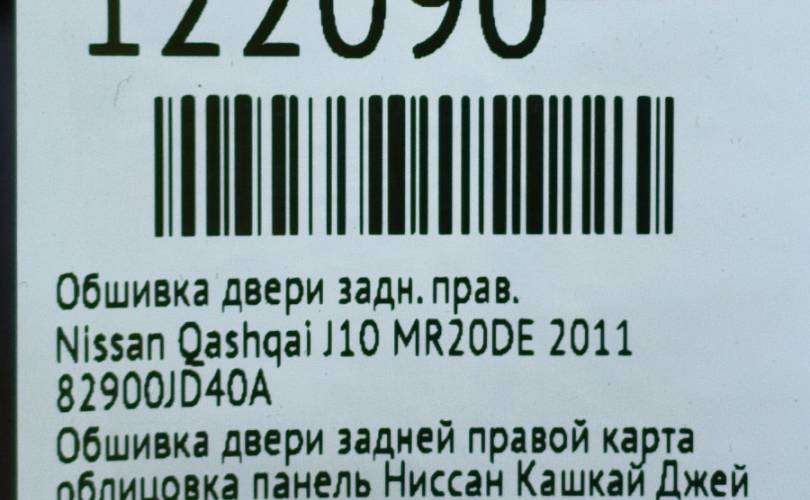 122090
Обшивка двери задн. прав.
Nissan Qashqai J10 MR20DE 2011
82900JD40A
Обшивка двери задней правой карта
облицовка панель Ниссан Кашкай Джей